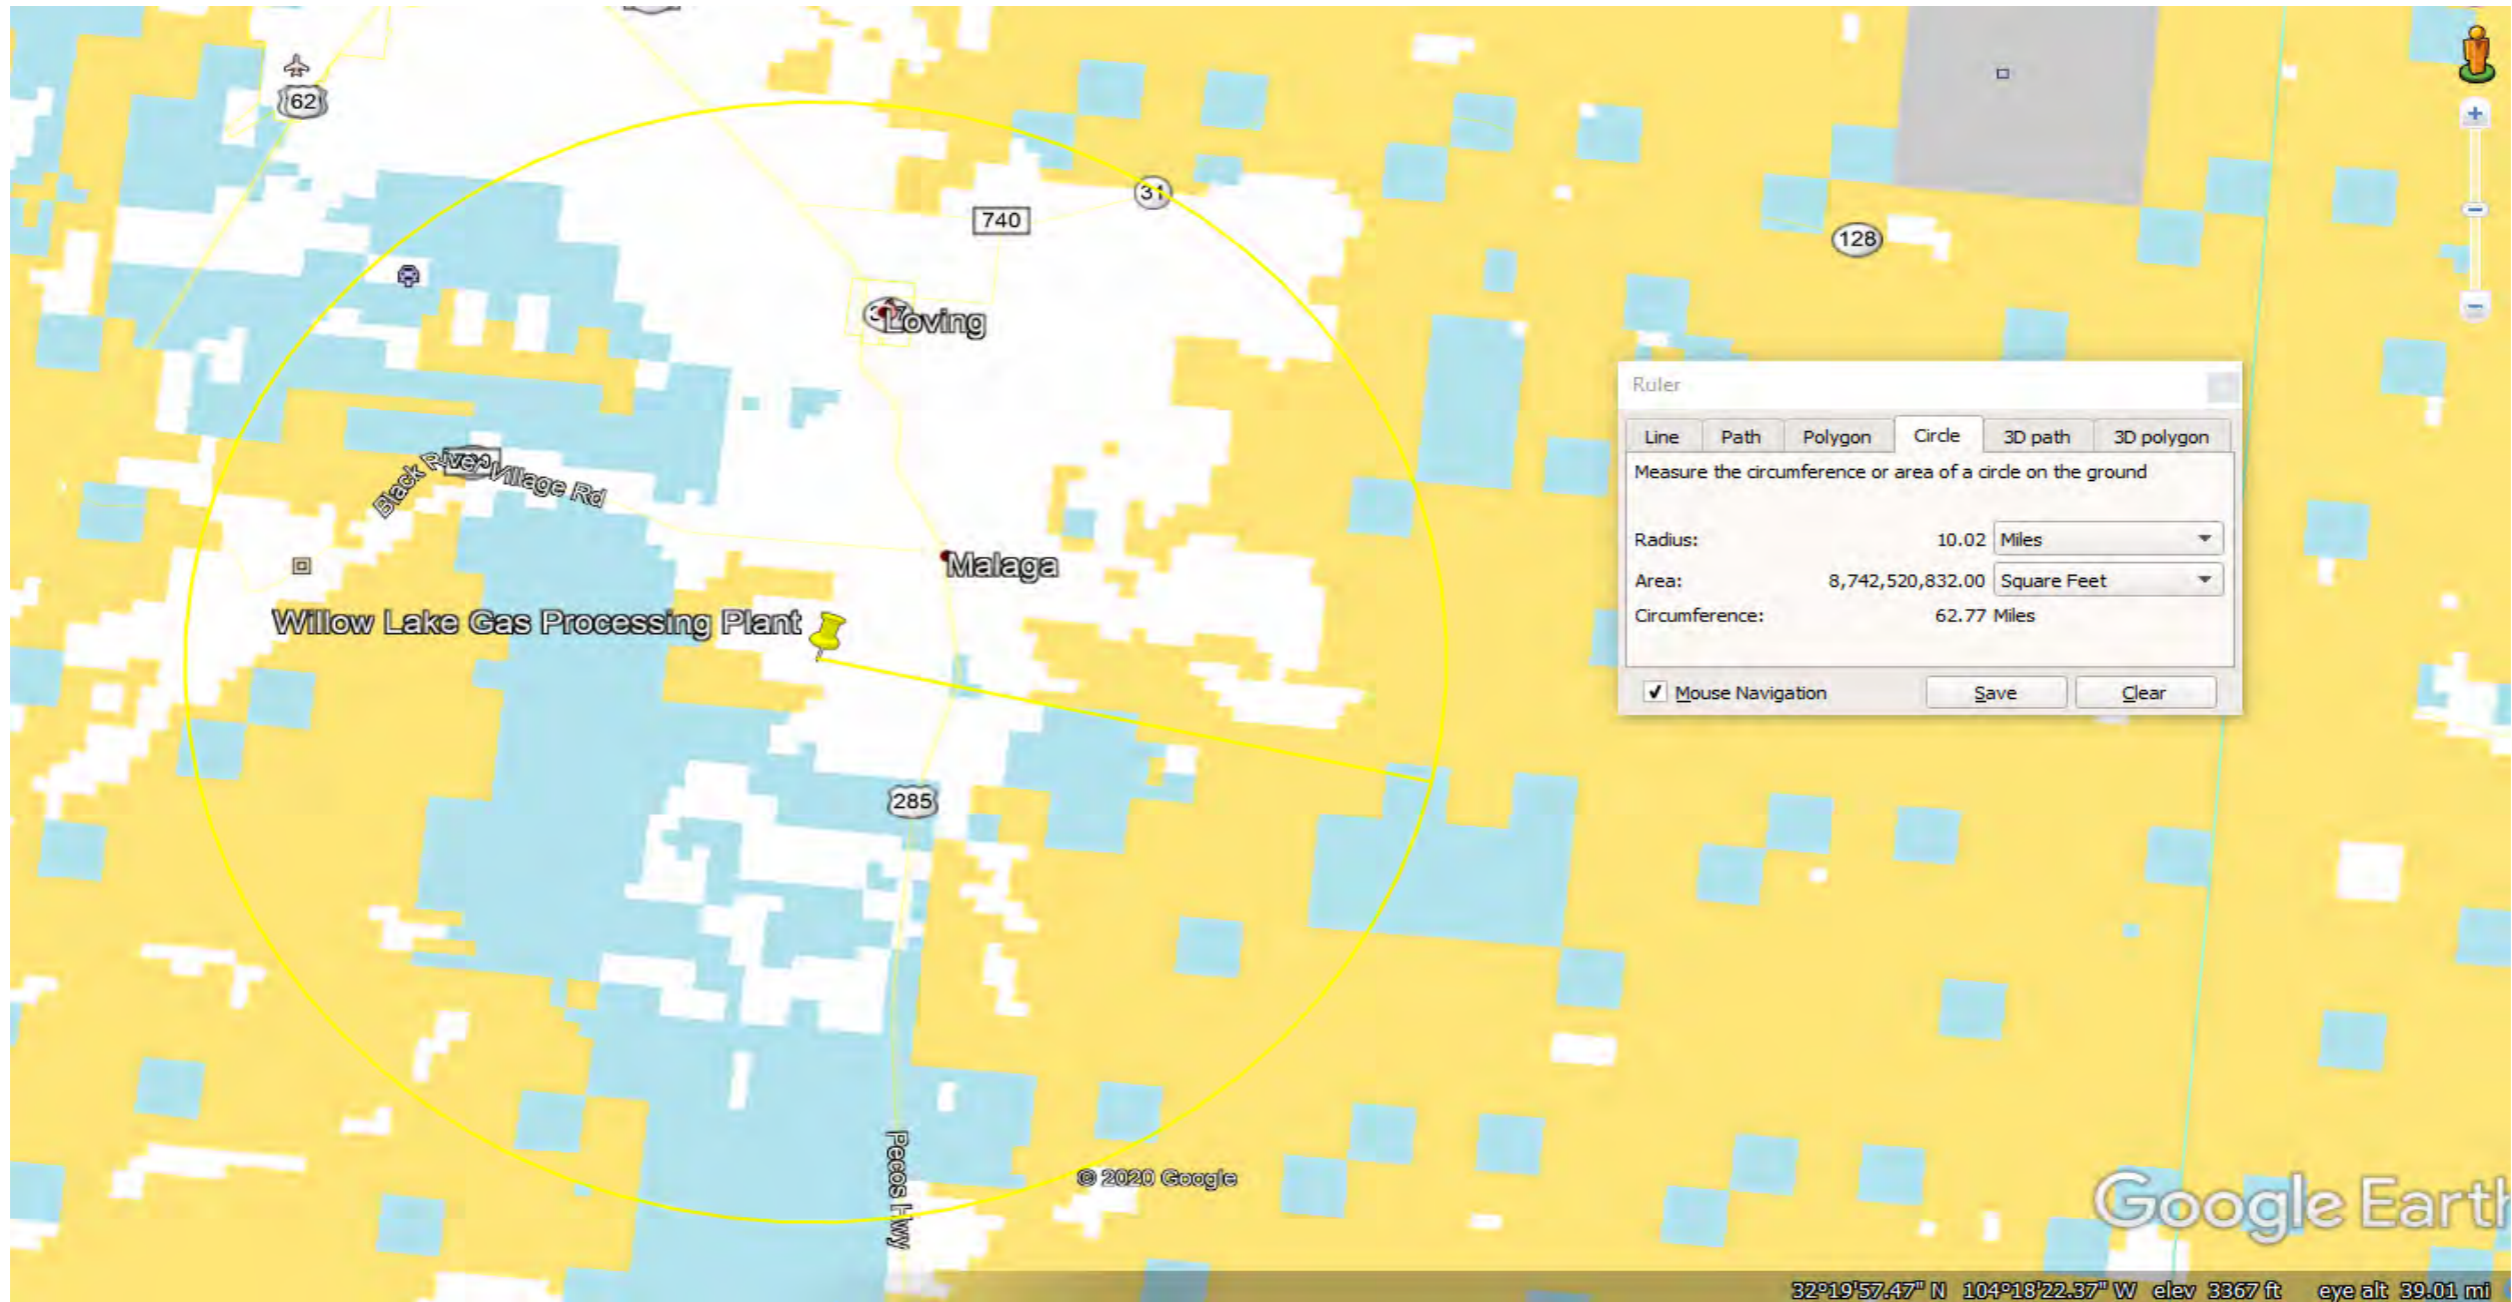 62
31
740
128
Loving
Ruler
Line Path Polygon Circle 3D path 3D polygon
Measure the circumference or area of a circle on the ground
Radius: 10.02 Miles
Area: 8,742,520,832.00 Square Feet
Circumference: 62.77 Miles
Mouse Navigation Save Clear
Black River Village Rd
Malaga
Willow Lake Gas Processing Plant
285
Pecos Hwy
© 2020 Google
Google Earth
32°19'57.47" N 104°18'22.37" W elev 3367 ft eye alt 39.01 mi